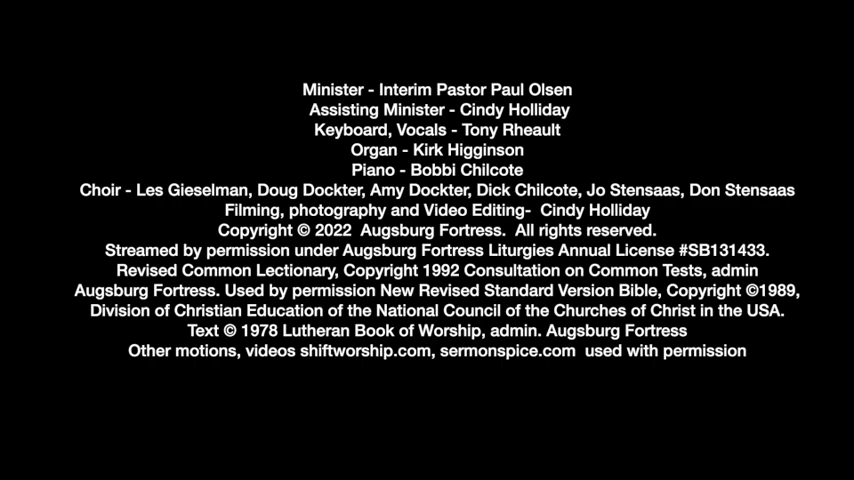 Minister - Interim Pastor Paul Olsen
Assisting Minister - Cindy Holliday
Keyboard, Vocals - Tony Rheault
Organ - Kirk Higginson
Piano - Bobbi Chilcote
Choir - Les Gieselman, Doug Dockter, Amy Dockter, Dick Chilcote, Jo Stensaas, Don Stensaas
Filming, photography and Video Editing-  Cindy Holliday
Copyright © 2022  Augsburg Fortress.  All rights reserved.
Streamed by permission under Augsburg Fortress Liturgies Annual License #SB131433.
Revised Common Lectionary, Copyright 1992 Consultation on Common Tests, admin
Augsburg Fortress. Used by permission New Revised Standard Version Bible, Copyright ©1989,
Division of Christian Education of the National Council of the Churches of Christ in the USA.
Text © 1978 Lutheran Book of Worship, admin. Augsburg Fortress
Other motions, videos shiftworship.com, sermonspice.com  used with permission